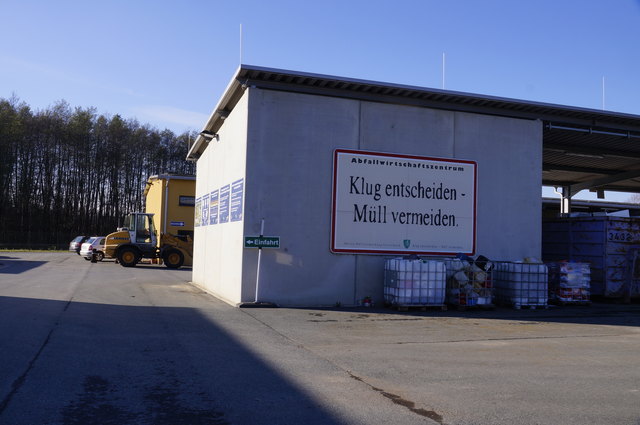 Abfallwirtschaftszentrum
Klug entscheiden -
Müll vermeiden.
Einfahrt